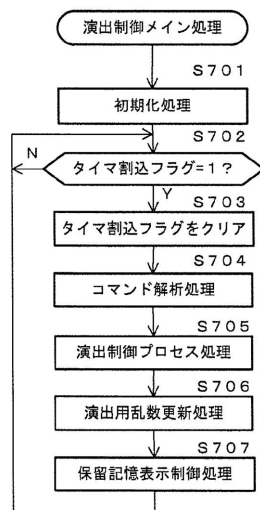 演出制御メイン処理
S701
初期化処理
S702
N
タイマ割込フラグ=1?
Y
S703
タイマ割込フラグをクリア
S704
コマンド解析処理
S705
演出制御プロセス処理
S706
演出用乱数更新処理
S707
保留記憶表示制御処理